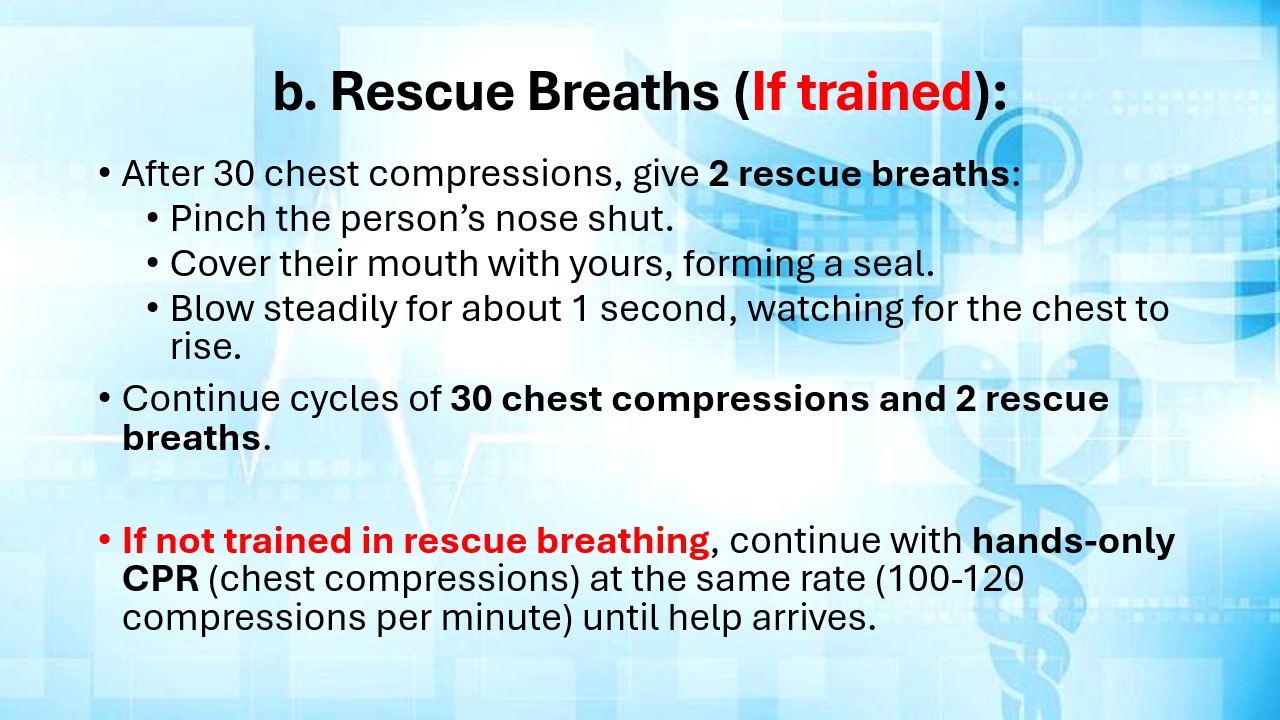 b. Rescue Breaths (If trained):
• After 30 chest compressions, give 2 rescue breaths:
• Pinch the person’s nose shut.
• Cover their mouth with yours, forming a seal.
• Blow steadily for about 1 second, watching for the chest to
rise.
• Continue cycles of 30 chest compressions and 2 rescue
breaths.
• If not trained in rescue breathing, continue with hands-only
CPR (chest compressions) at the same rate (100-120
compressions per minute) until help arrives.